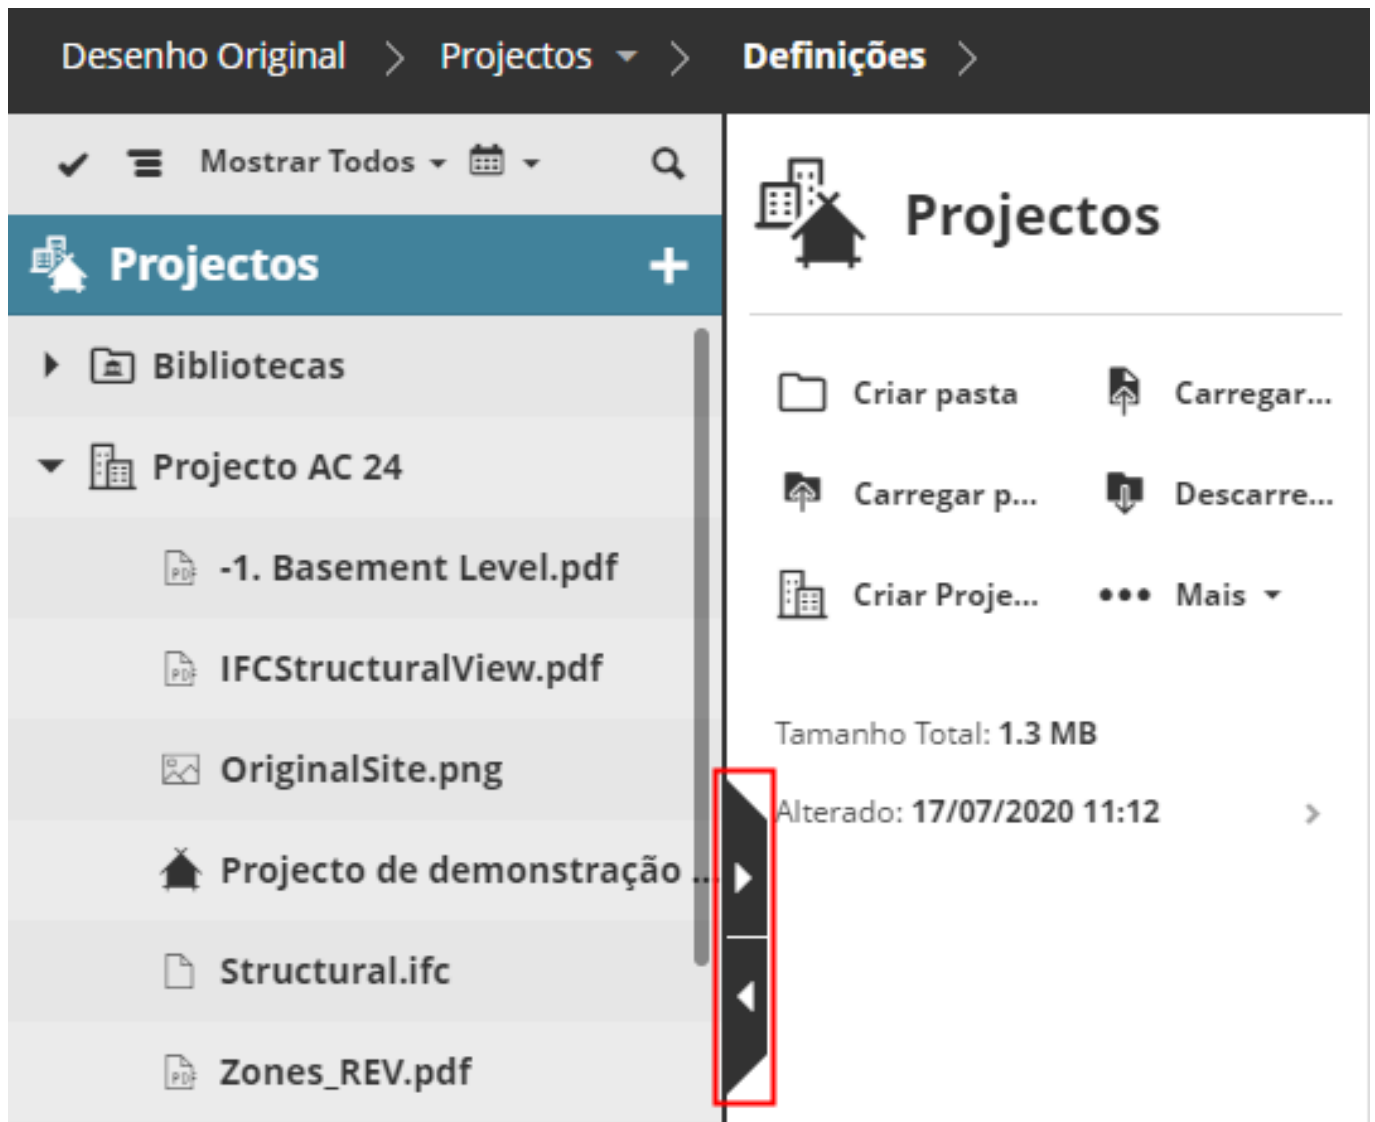 Desenho Original Projectos Definições
Mostrar Todos
Projectos
Bibliotecas
Projecto AC 24
-1. Basement Level.pdf
IFCStructuralView.pdf
OriginalSite.png
Projecto de demonstração ...
Structural.ifc
Zones_REV.pdf
Projectos
Criar pasta Carregar...
Carregar p... Descarre...
Criar Proje... Mais
Tamanho Total: 1.3 MB
Alterado: 17/07/2020 11:12